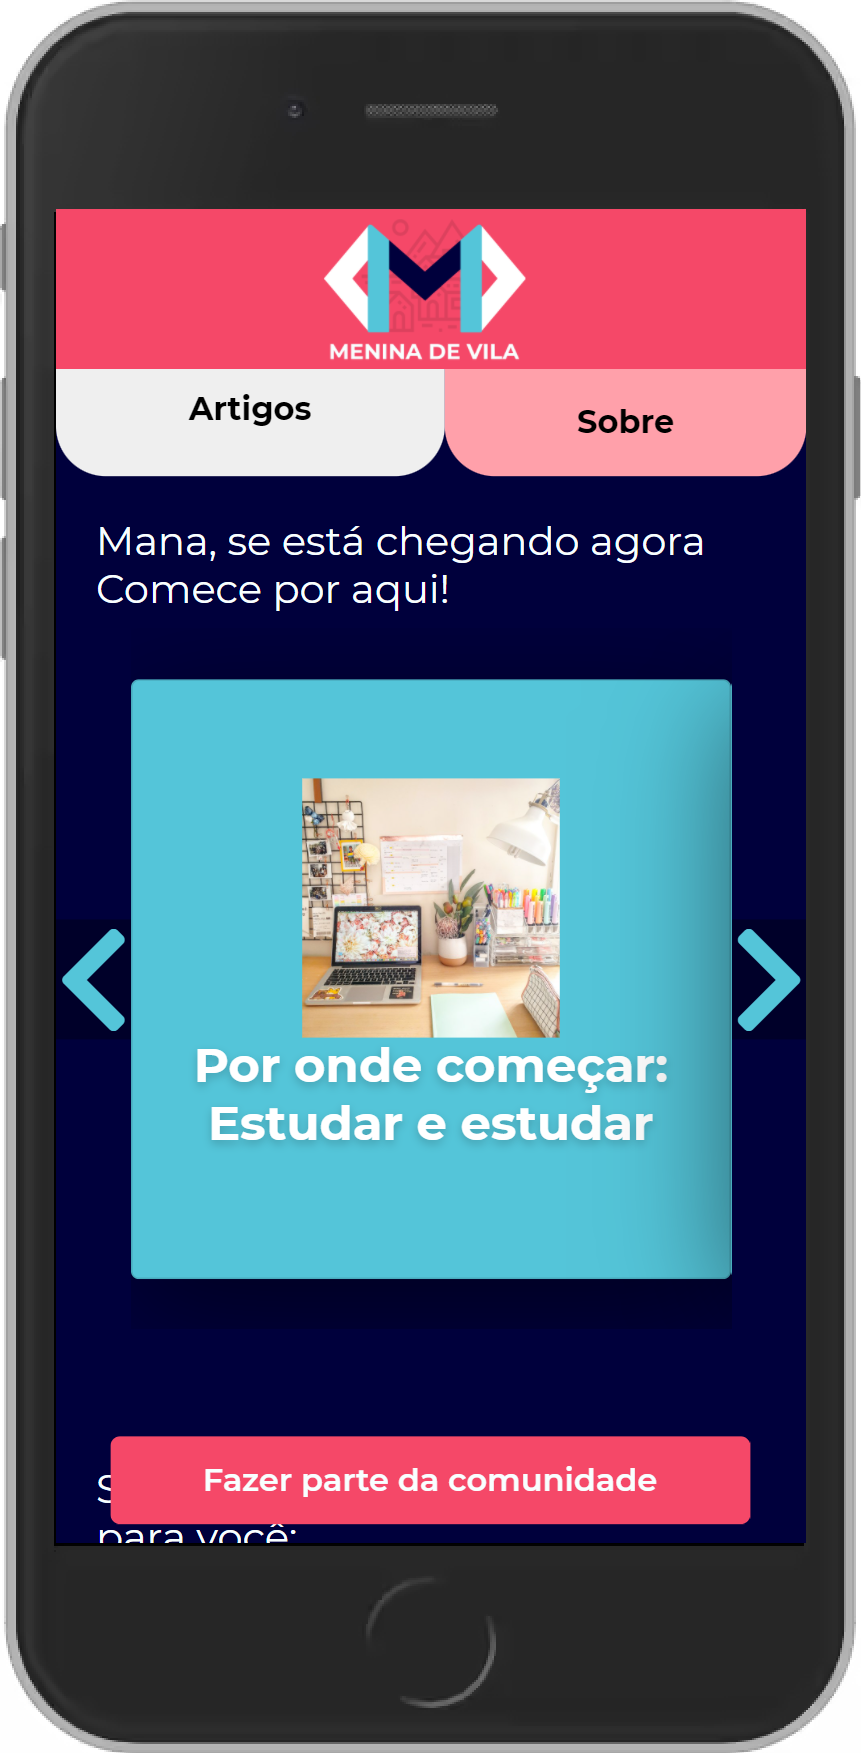 MENINA DE VILA
Artigos
Sobre
Mana, se está chegando agora
Comece por aqui!
Por onde começar:
Estudar e estudar
Fazer parte da comunidade
para você: